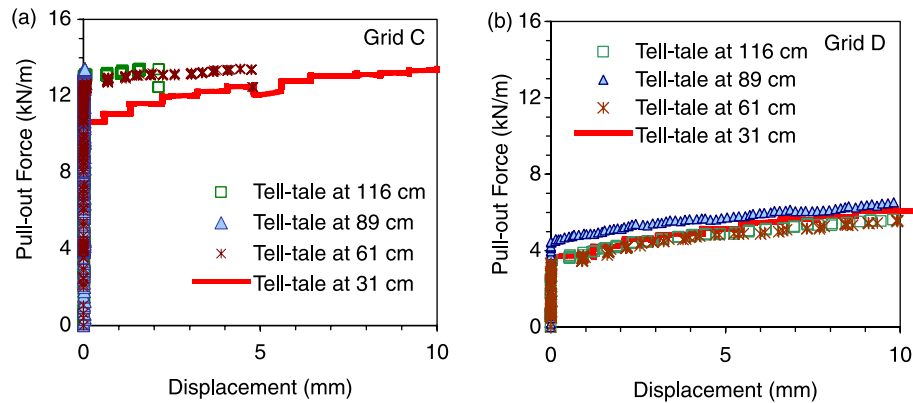 (a)
16
12
8
4
0
Pull-out Force (kN/m)
Grid C
Tell-tale at 116 cm
Tell-tale at 89 cm
Tell-tale at 61 cm
Tell-tale at 31 cm
0
5
10
Displacement (mm)
(b)
16
12
8
4
0
Pull-out Force (kN/m)
Grid D
Tell-tale at 116 cm
Tell-tale at 89 cm
Tell-tale at 61 cm
Tell-tale at 31 cm
0
5
10
Displacement (mm)